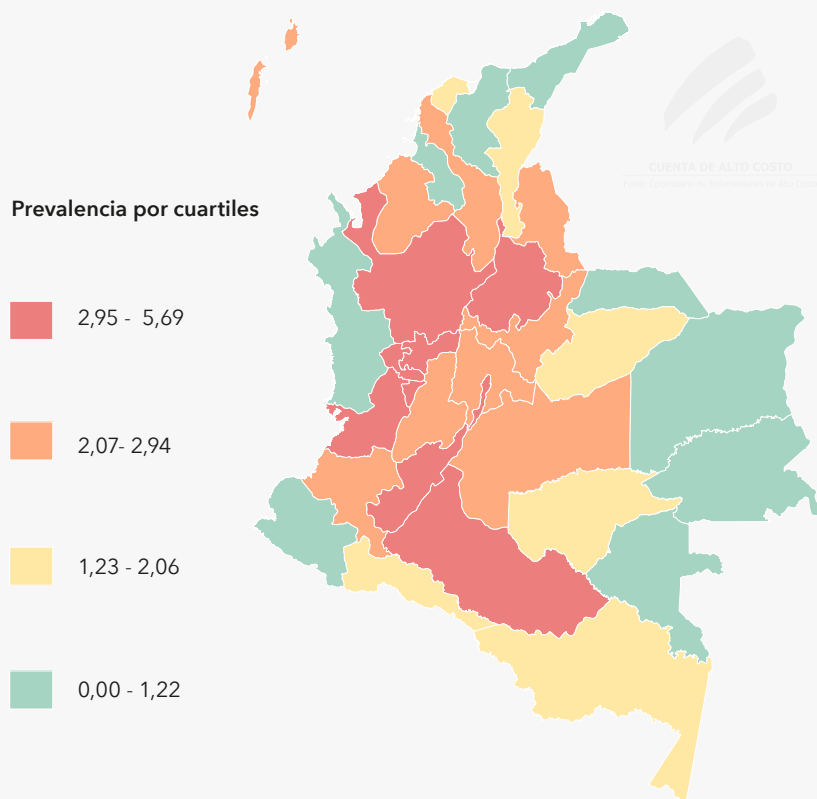 CUENTA DE ALTO COSTO
Prevalencia por cuartiles
2,95 - 5,69
2,07- 2,94
1,23 - 2,06
0,00 - 1,22